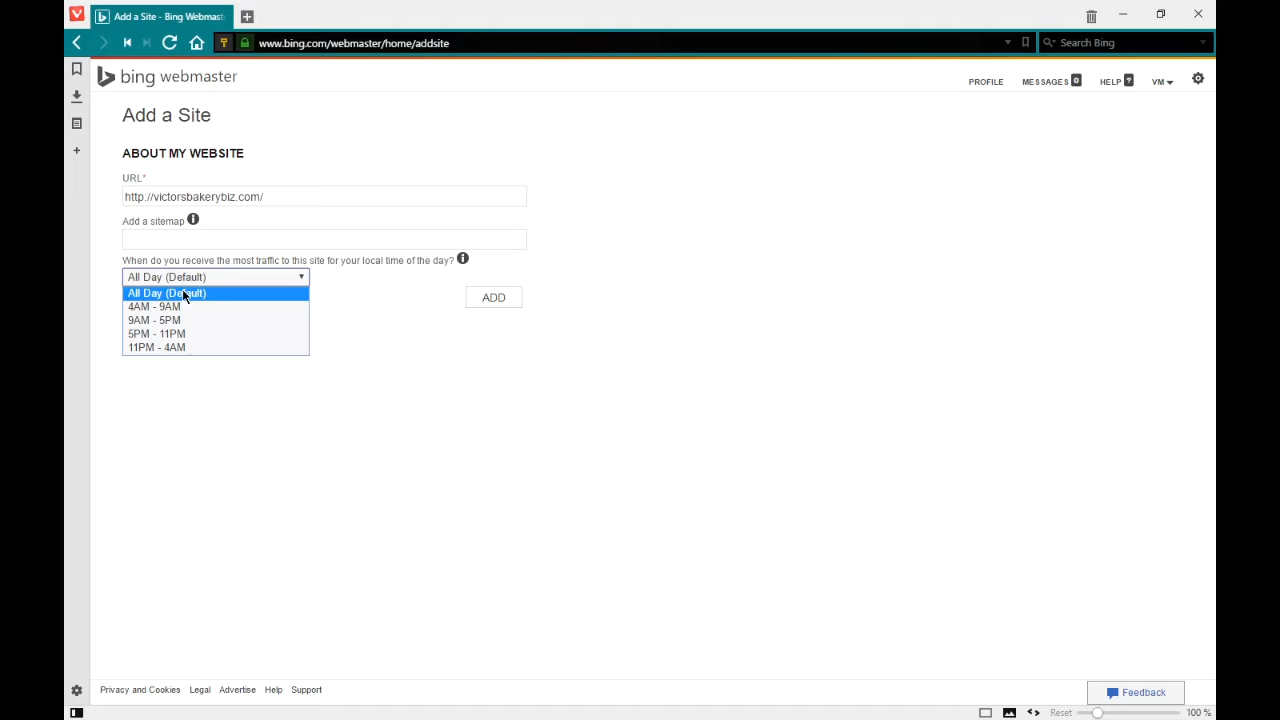 Add a Site - Bing Webmast
www.bing.com/webmaster/home/addsite
Search Bing
bing webmaster
PROFILE
MESSAGES 0
HELP ?
VM
Add a Site
ABOUT MY WEBSITE
URL*
http://victorsbakerybiz.com/
Add a sitemap
When do you receive the most traffic to this site for your local time of the day?
All Day (Default)
All Day (Default)
4AM - 9AM
9AM - 5PM
5PM - 11PM
11PM - 4AM
ADD
Privacy and Cookies Legal Advertise Help Support
Feedback
Reset
100 %